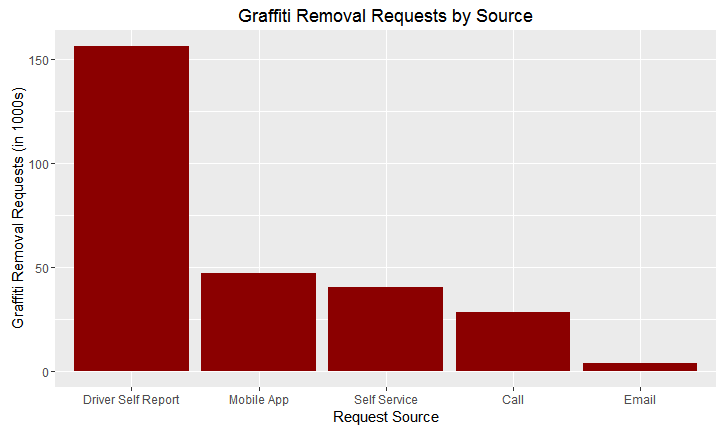 Graffiti Removal Requests by Source
Graffiti Removal Requests (in 1000s)
150
100
50
0
Driver Self Report
Mobile App
Self Service
Call
Email
Request Source